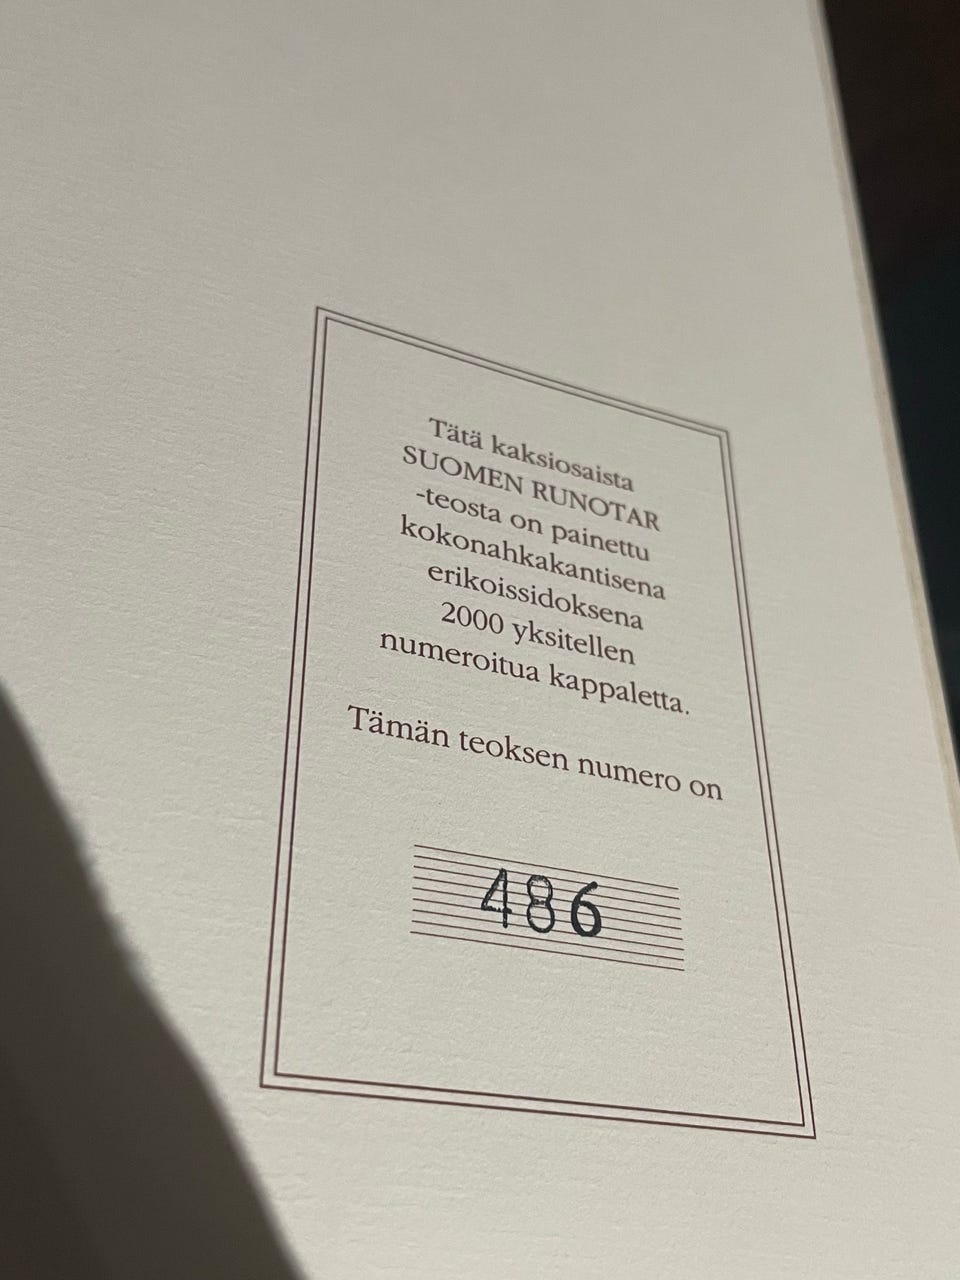 Tätä kaksiosaista
SUOMEN RUNOTAR
-teosta on painettu
kokonahkakantisena
erikoissidoksena
2000 yksitellen
numeroitua kappaletta.
Tämän teoksen numero on
486